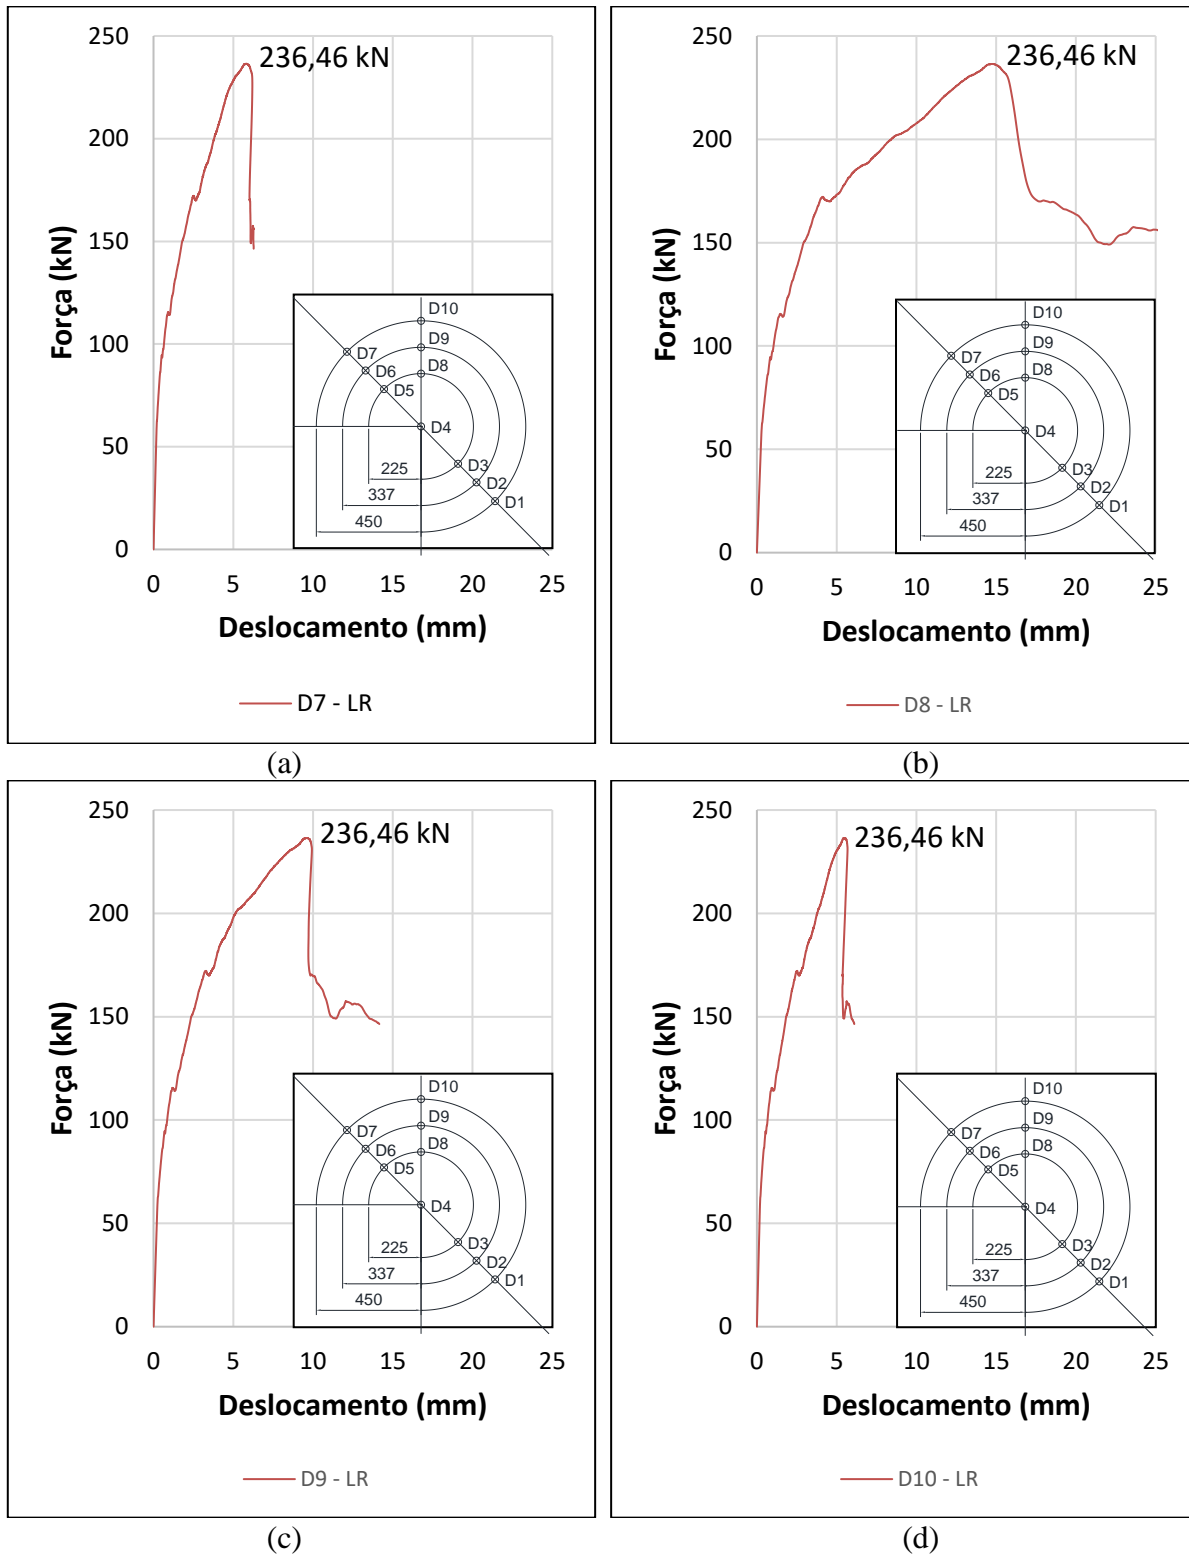 250
236,46 kN
200
150
100
50
0
0 5 10 15 20 25
Força (kN)
Deslocamento (mm)
D10
D9
D8
D7
D6
D5
D4
D3
D2
D1
225
337
450
D7 - LR
(a)
250
236,46 kN
200
150
100
50
0
0 5 10 15 20 25
Força (kN)
Deslocamento (mm)
D10
D9
D8
D7
D6
D5
D4
D3
D2
D1
225
337
450
D8 - LR
(b)
250
236,46 kN
200
150
100
50
0
0 5 10 15 20 25
Força (kN)
Deslocamento (mm)
D10
D9
D8
D7
D6
D5
D4
D3
D2
D1
225
337
450
D9 - LR
(c)
250
236,46 kN
200
150
100
50
0
0 5 10 15 20 25
Força (kN)
Deslocamento (mm)
D10
D9
D8
D7
D6
D5
D4
D3
D2
D1
225
337
450
D10 - LR
(d)